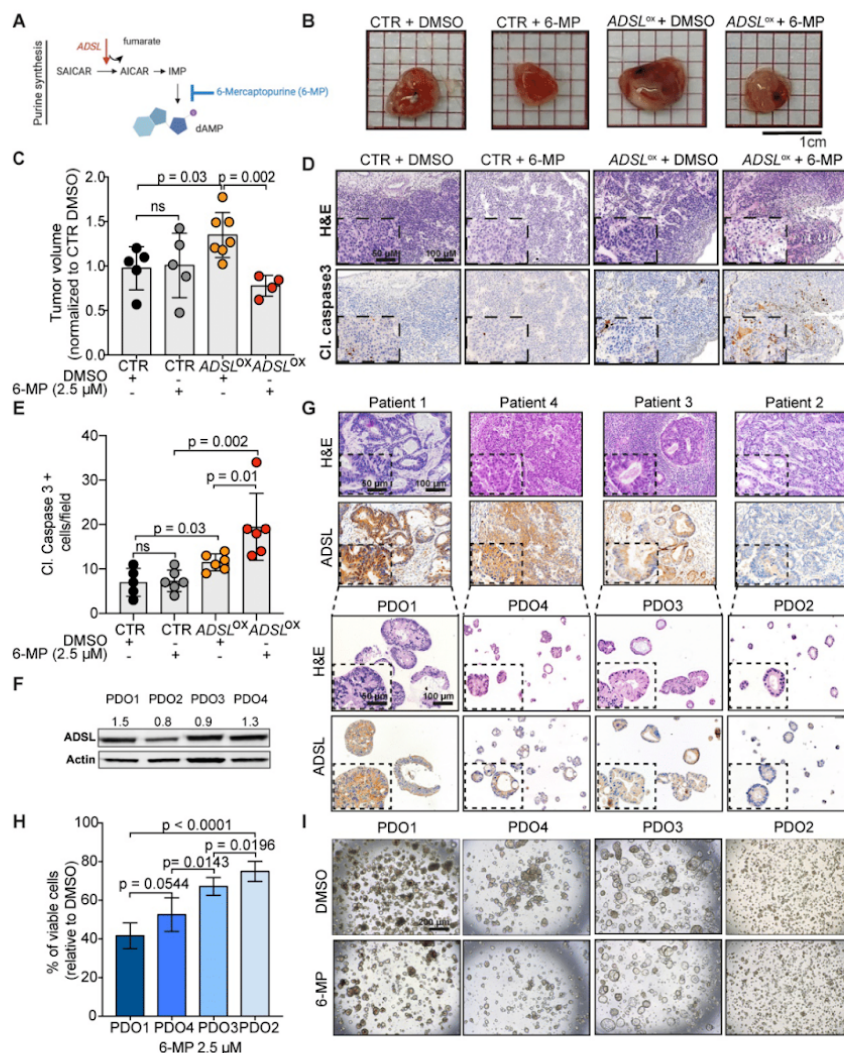 A
Purine synthesis
ADSL
fumarate
SAICAR
AICAR
IMP
6-Mercaptopurine (6-MP)
dAMP
B
CTR + DMSO
CTR + 6-MP
ADSLox + DMSO
ADSLox + 6-MP
1cm
C
Tumor volume
(normalized to CTR DMSO)
2.0
1.5
1.0
0.5
0.0
p = 0.03
p = 0.002
ns
CTR
CTR
ADSLox
ADSLox
DMSO + - + -
6-MP (2.5 µM) - + - +
D
CTR + DMSO
CTR + 6-MP
ADSLox + DMSO
ADSLox + 6-MP
H&E
60 µM
100 µM
Cl. caspase3
E
Cl. Caspase 3 +
cells/field
40
30
20
10
0
p = 0.002
p = 0.01
p = 0.03
ns
CTR
CTR
ADSLox
ADSLox
DMSO + - + -
6-MP (2.5 µM) - + - +
F
PDO1 PDO2 PDO3 PDO4
1.5 0.8 0.9 1.3
ADSL
Actin
G
Patient 1
Patient 4
Patient 3
Patient 2
H&E
100 µM
ADSL
PDO1
PDO4
PDO3
PDO2
H&E
100 µM
ADSL
H
% of viable cells
(relative to DMSO)
100
80
60
40
20
0
p < 0.0001
p = 0.0196
p= 0.0143
p = 0.0544
PDO1 PDO4 PDO3 PDO2
6-MP 2.5 µM
I
PDO1
PDO4
PDO3
PDO2
DMSO
200 µm
6-MP